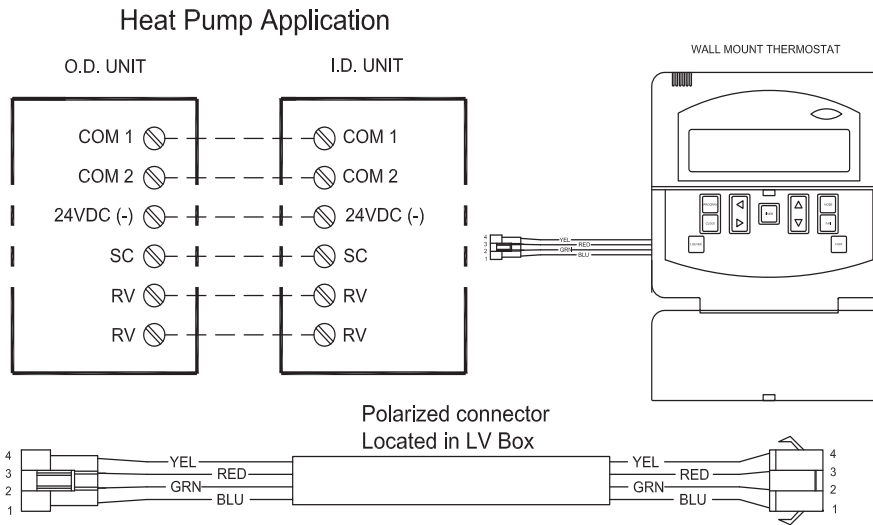 Heat Pump Application
O.D. UNIT
I.D. UNIT
WALL MOUNT THERMOSTAT
COM 1
COM 1
COM 2
COM 2
24VDC (-)
24VDC (-)
SC
SC
RV
RV
RV
RV
4
3
2
1
YEL
RED
GRN
BLU
Polarized connector
Located in LV Box
4
3
2
1
YEL
RED
GRN
BLU
YEL
RED
GRN
BLU
4
3
2
1